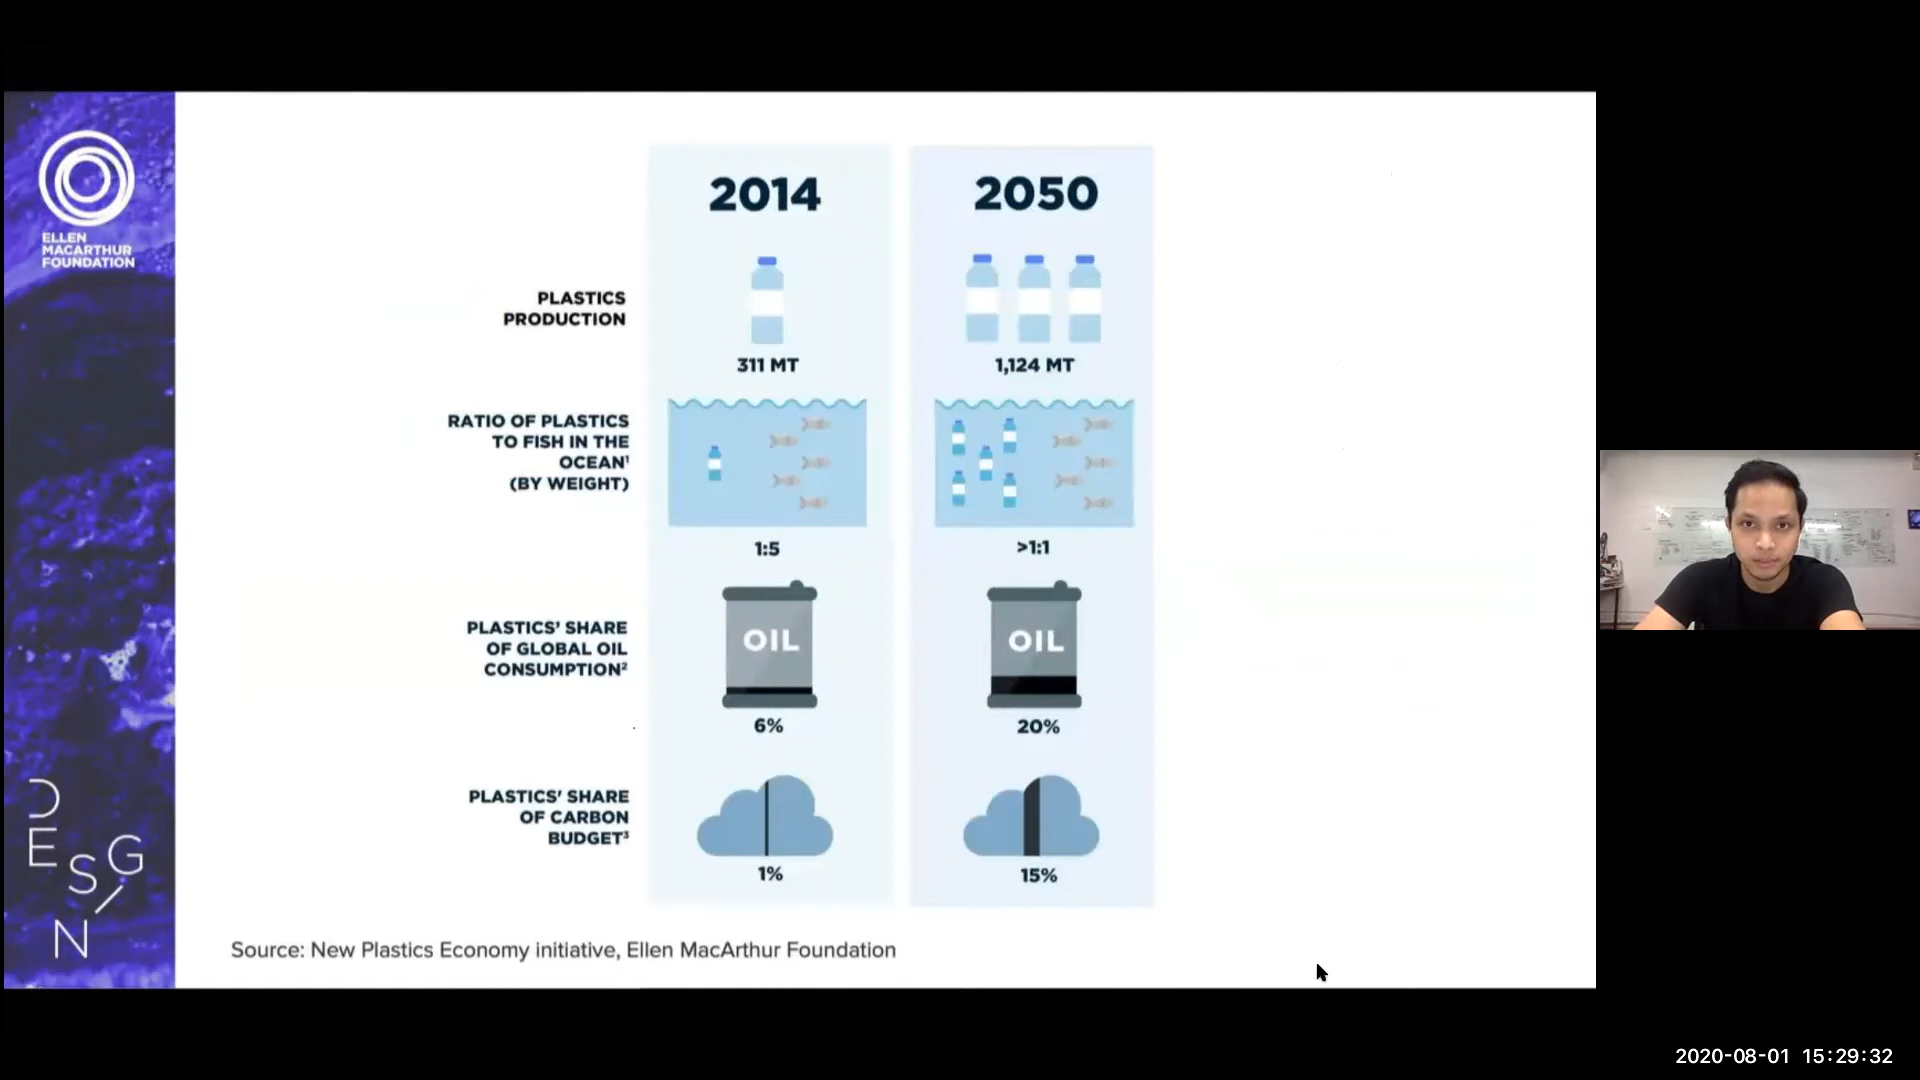 ELLEN
MACARTHUR
FOUNDATION
DESIGN
2014
2050
PLASTICS
PRODUCTION
311 MT
1,124 MT
RATIO OF PLASTICS
TO FISH IN THE
OCEAN¹
(BY WEIGHT)
1:5
>1:1
PLASTICS' SHARE
OF GLOBAL OIL
CONSUMPTION²
OIL
OIL
6%
20%
PLASTICS' SHARE
OF CARBON
BUDGET³
1%
15%
Source: New Plastics Economy initiative, Ellen MacArthur Foundation
2020-08-01 15:29:32